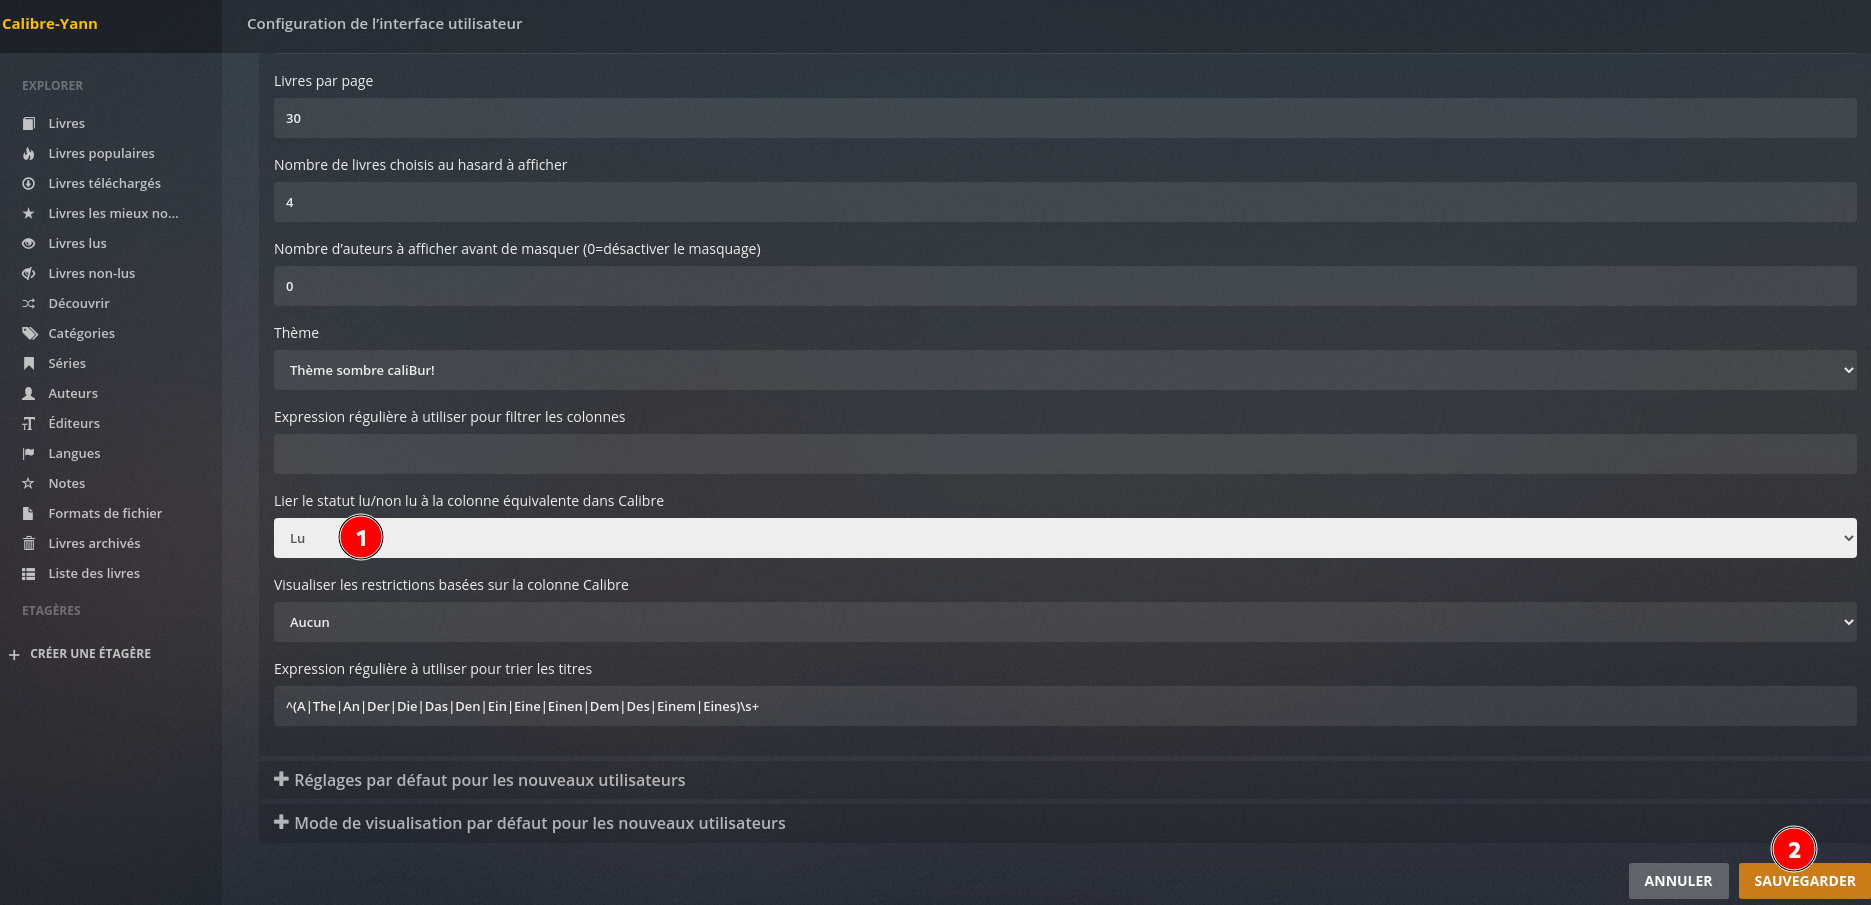 Calibre-Yann
Configuration de l’interface utilisateur
EXPLORER
Livres
Livres populaires
Livres téléchargés
Livres les mieux no...
Livres lus
Livres non-lus
Découvrir
Catégories
Séries
Auteurs
Éditeurs
Langues
Notes
Formats de fichier
Livres archivés
Liste des livres
ETAGÈRES
CRÉER UNE ÉTAGÈRE
Livres par page
30
Nombre de livres choisis au hasard à afficher
4
Nombre d’auteurs à afficher avant de masquer (0=désactiver le masquage)
0
Thème
Thème sombre caliBur!
Expression régulière à utiliser pour filtrer les colonnes
Lier le statut lu/non lu à la colonne équivalente dans Calibre
Lu 1
Visualiser les restrictions basées sur la colonne Calibre
Aucun
Expression régulière à utiliser pour trier les titres
^(A|The|An|Der|Die|Das|Den|Ein|Eine|Einen|Dem|Des|Einem|Eines)\s+
Réglages par défaut pour les nouveaux utilisateurs
Mode de visualisation par défaut pour les nouveaux utilisateurs
2
ANNULER SAUVEGARDER